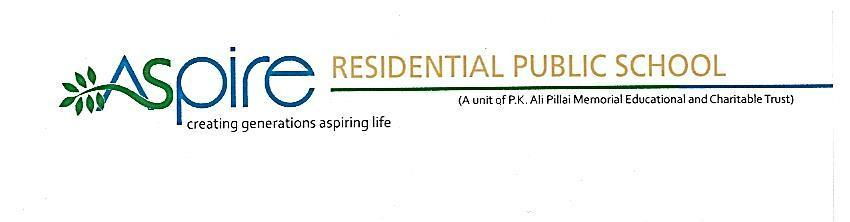 Aspire RESIDENTIAL PUBLIC SCHOOL
(A unit of P.K. Ali Pillai Memorial Educational and Charitable Trust)
creating generations aspiring life